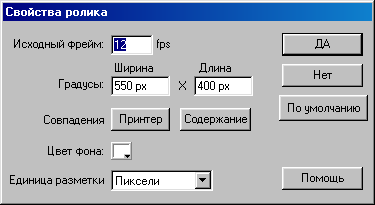 Свойства ролика
Исходный фрейм: 12 fps ДА
Ширина Длина
Градусы: 550 px X 400 px Нет
По умолчанию
Совпадения Принтер Содержание
Цвет фона:
Единица разметки Пиксели Помощь